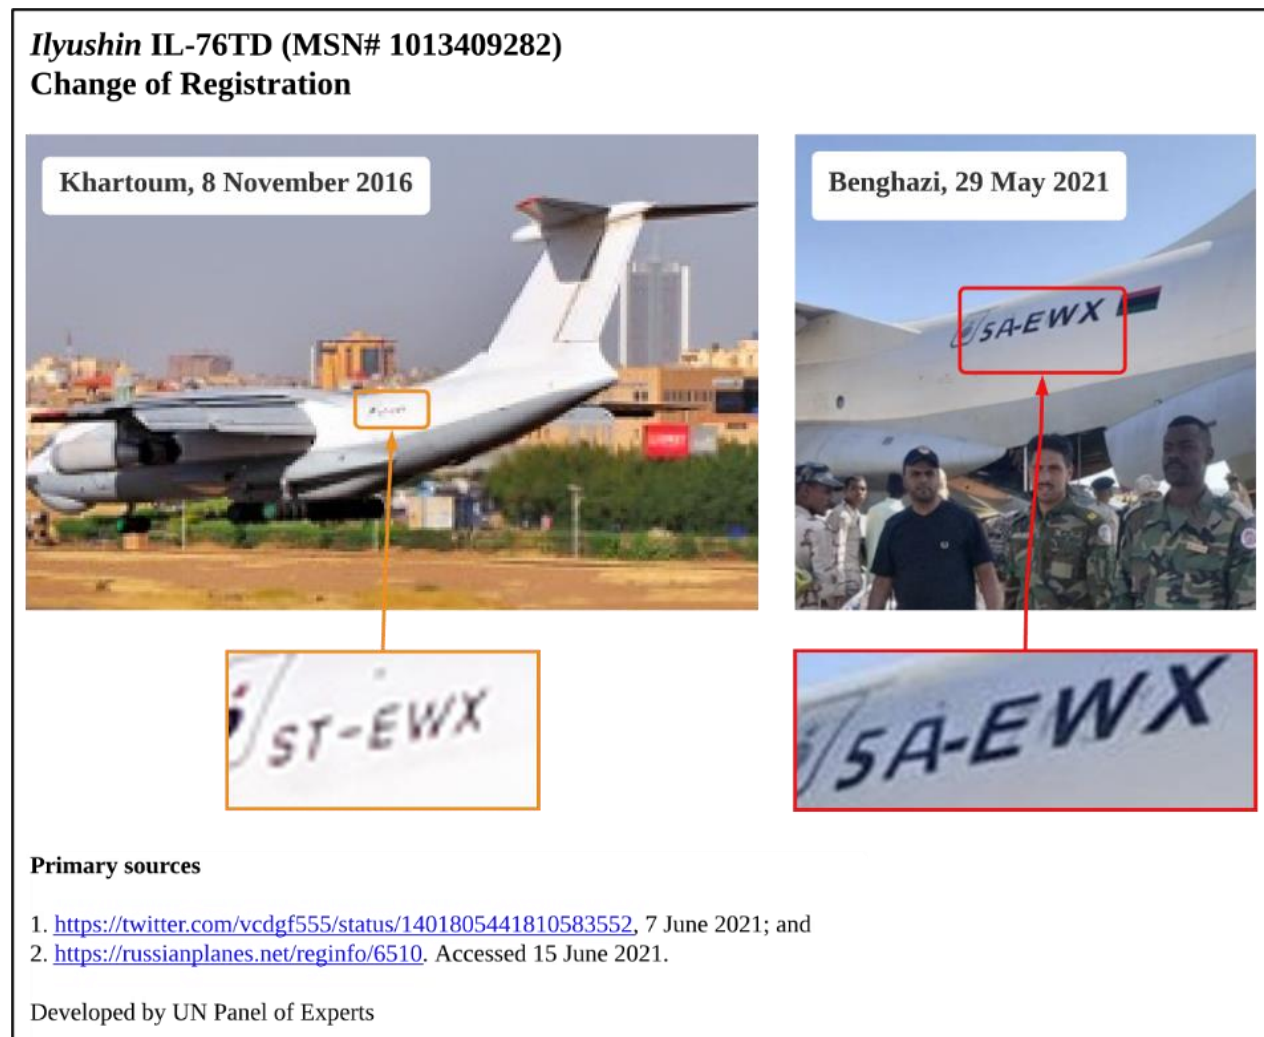 Ilyushin IL-76TD (MSN# 1013409282)
Change of Registration
Khartoum, 8 November 2016
Benghazi, 29 May 2021
5A-EWX
ST-EWX
5A-EWX
Primary sources
1. https://twitter.com/vcdgf555/status/1401805441810583552, 7 June 2021; and
2. https://russianplanes.net/reginfo/6510. Accessed 15 June 2021.
Developed by UN Panel of Experts